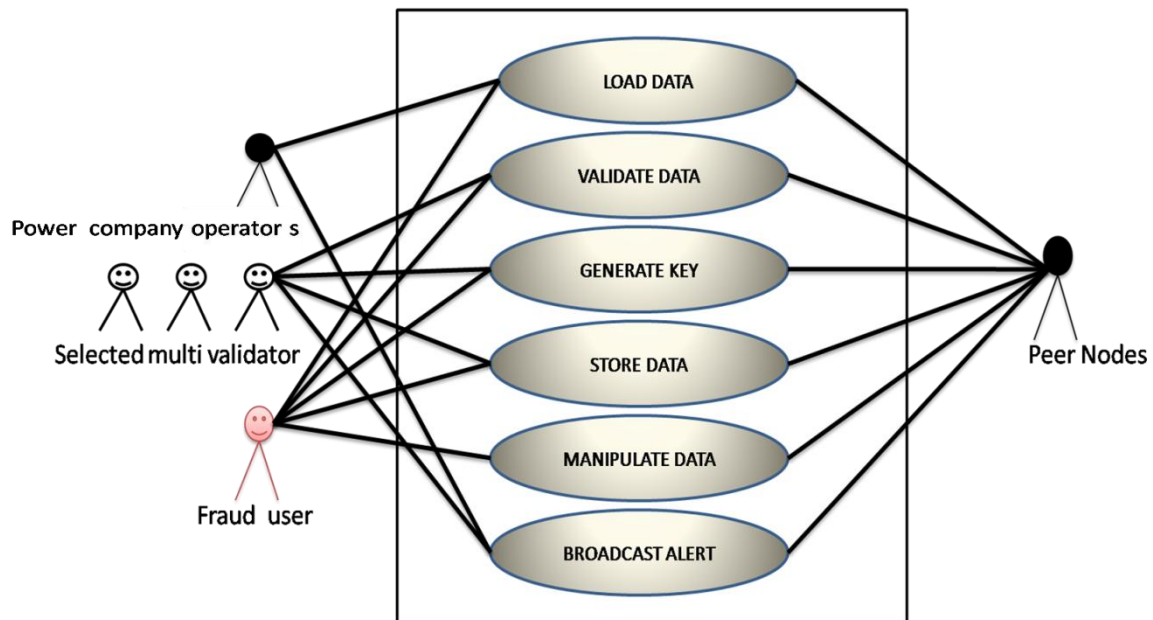 LOAD DATA
VALIDATE DATA
Power company operator s
GENERATE KEY
Selected multi validator
STORE DATA
Peer Nodes
MANIPULATE DATA
Fraud user
BROADCAST ALERT